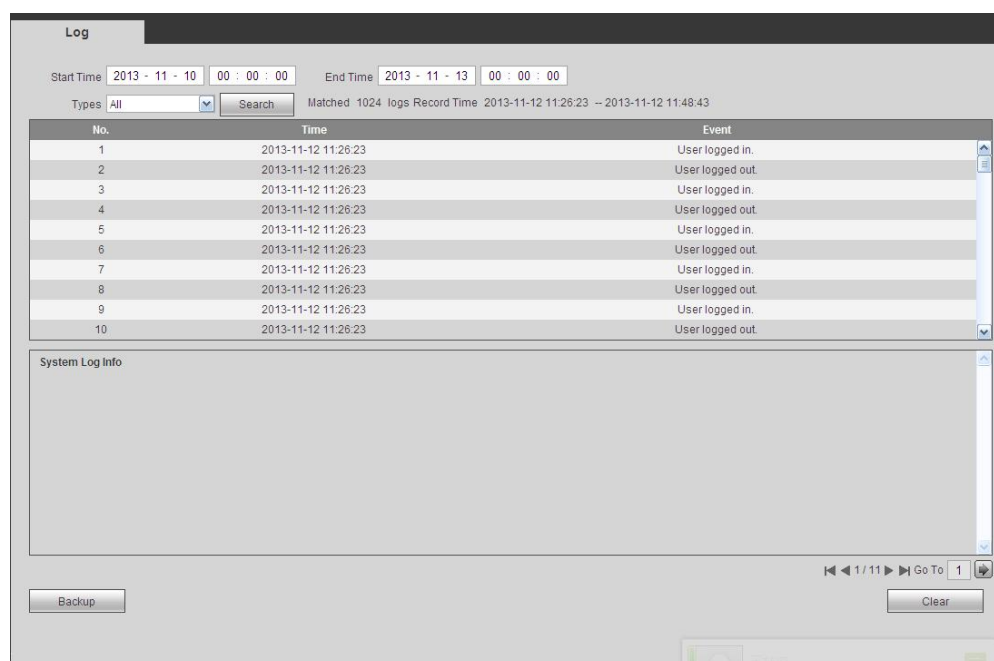 Log
Start Time 2013 - 11 - 10 00 : 00 : 00 End Time 2013 - 11 - 13 00 : 00 : 00
Types All Search Matched 1024 logs Record Time 2013-11-12 11:26:23 -- 2013-11-12 11:48:43
No. Time Event
1 2013-11-12 11:26:23 User logged in.
2 2013-11-12 11:26:23 User logged out.
3 2013-11-12 11:26:23 User logged in.
4 2013-11-12 11:26:23 User logged out.
5 2013-11-12 11:26:23 User logged in.
6 2013-11-12 11:26:23 User logged out.
7 2013-11-12 11:26:23 User logged in.
8 2013-11-12 11:26:23 User logged out.
9 2013-11-12 11:26:23 User logged in.
10 2013-11-12 11:26:23 User logged out.
System Log Info
1 / 11 Go To 1
Backup Clear